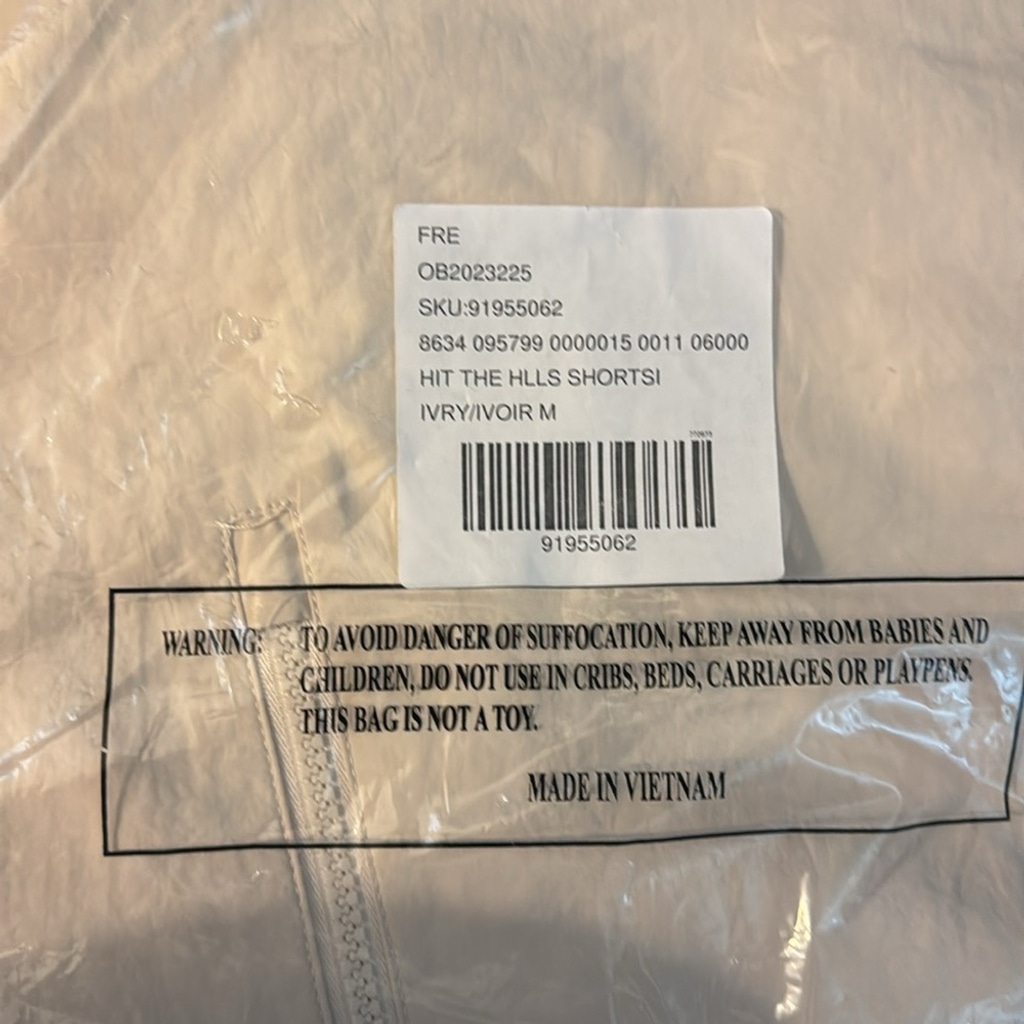 FRE
OB2023225
SKU:91955062
8634 095799 0000015 0011 06000
HIT THE HLLS SHORTSI
IVRY/IVOIR M
91955062
WARNING: TO AVOID DANGER OF SUFFOCATION, KEEP AWAY FROM BABIES AND
CHILDREN, DO NOT USE IN CRIBS, BEDS, CARRIAGES OR PLAYPENS.
THIS BAG IS NOT A TOY.
MADE IN VIETNAM